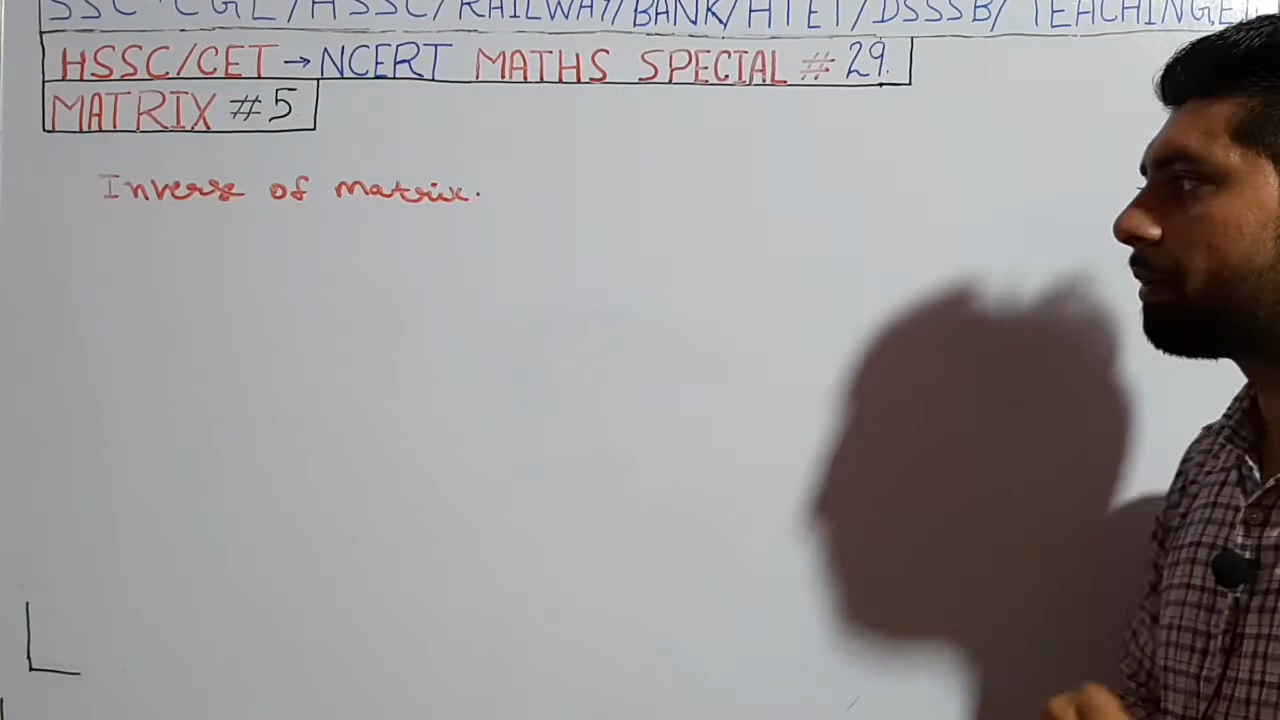 SSC CGL/HSSC/RAILWAY/BANK/HTET/DSSSB/TEACHING
HSSC/CET→NCERT MATHS SPECIAL # 29.
MATRIX #5
Inverse of matrix.